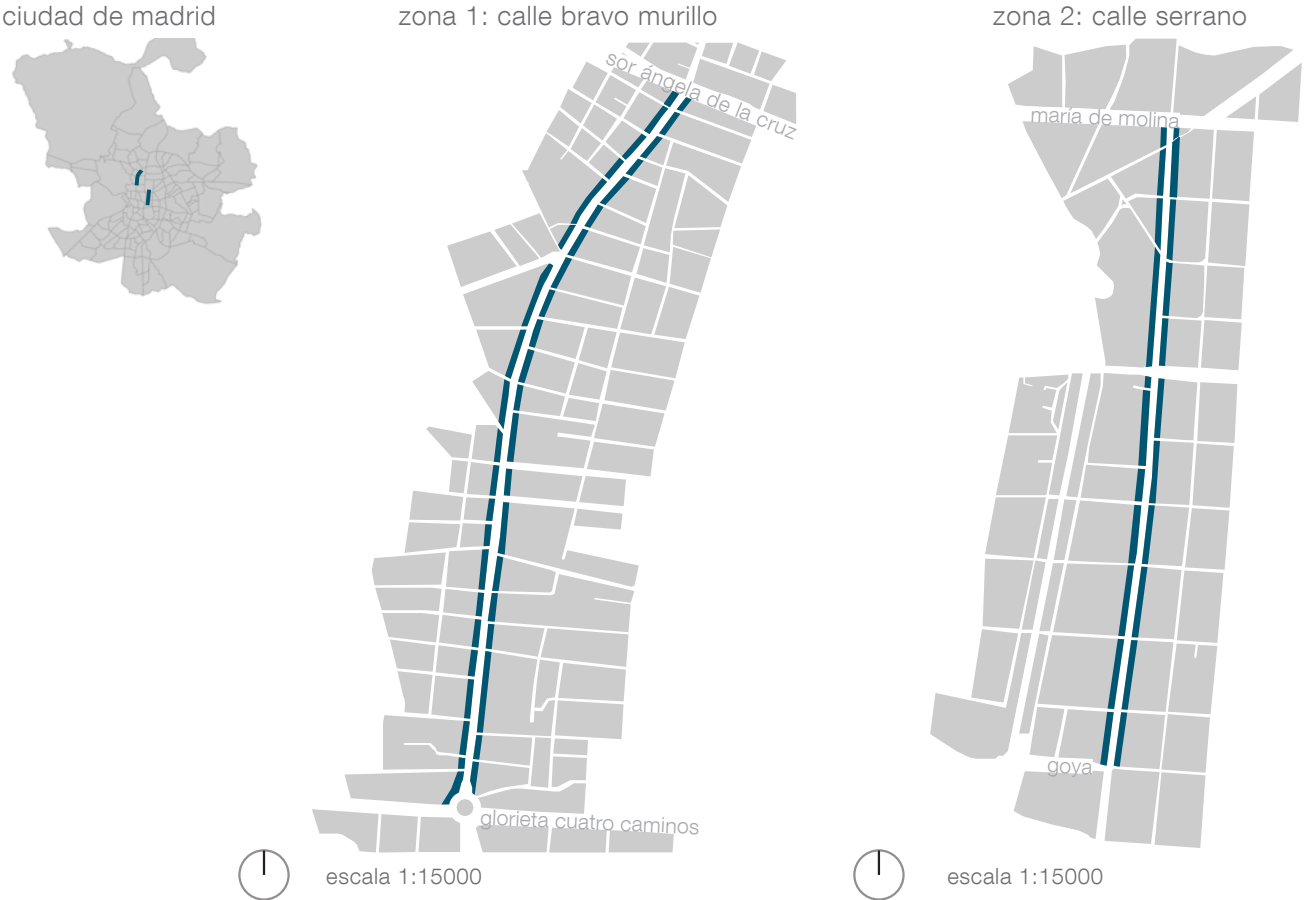 ciudad de madrid
zona 1: calle bravo murillo
zona 2: calle serrano
sor ángela de la cruz
maría de molina
goya
glorieta cuatro caminos
escala 1:15000
escala 1:15000